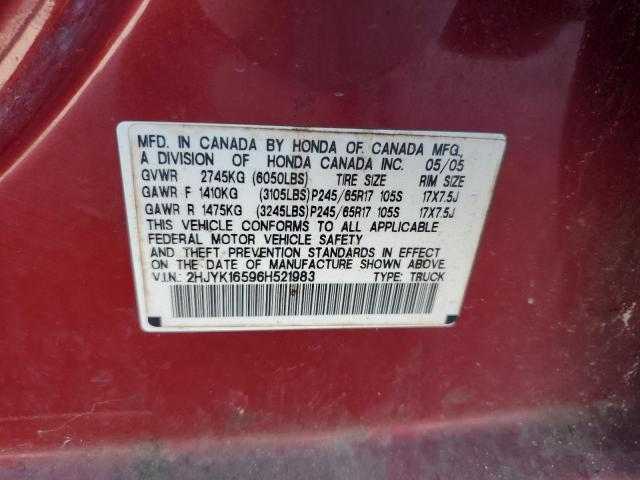 MFD. IN CANADA BY HONDA OF CANADA MFG.,
A DIVISION OF HONDA CANADA INC. 05/05
GVWR 2745KG (6050LBS) TIRE SIZE RIM SIZE
GAWR F 1410KG (3105LBS)P245/65R17 105S 17X7.5J
GAWR R 1475KG (3245LBS)P245/65R17 105S 17X7.5J
THIS VEHICLE CONFORMS TO ALL APPLICABLE
FEDERAL MOTOR VEHICLE SAFETY
AND THEFT PREVENTION STANDARDS IN EFFECT
ON THE DATE OF MANUFACTURE SHOWN ABOVE.
V.I.N.: 2HJYK16596H521983 TYPE: TRUCK